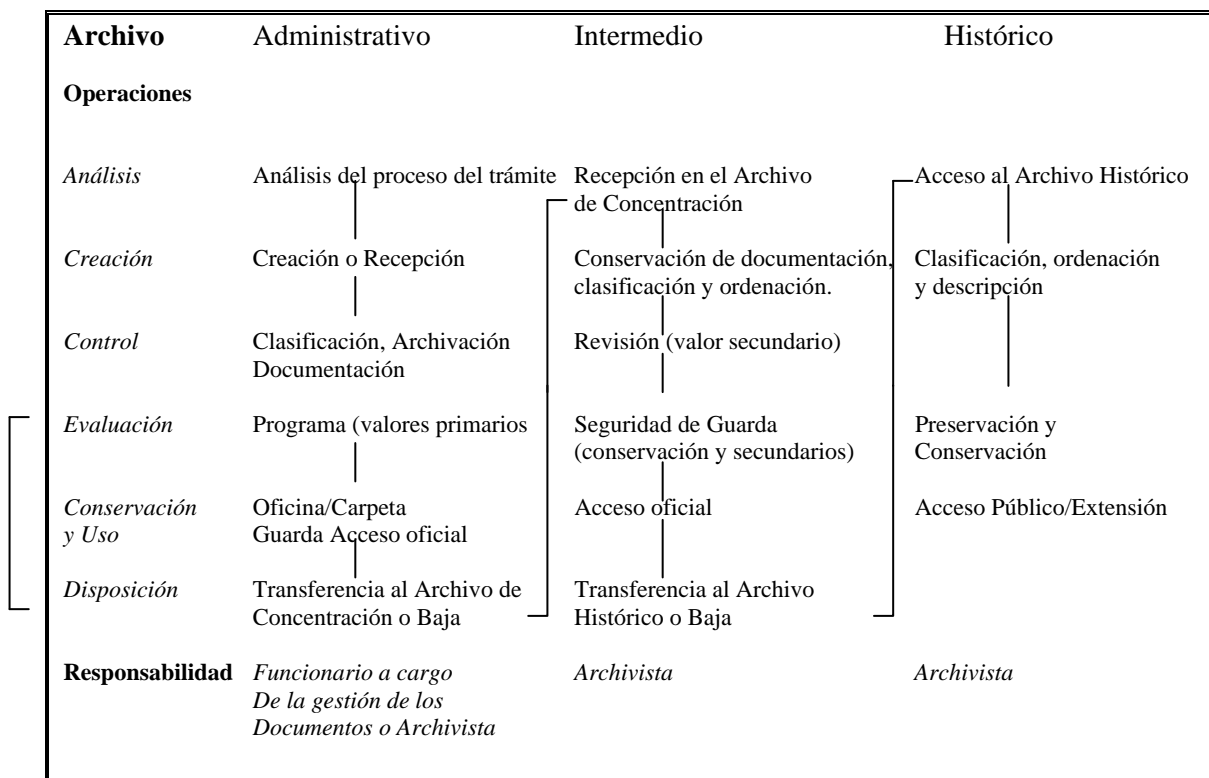 Archivo Administrativo Intermedio Histórico
Operaciones
Análisis Análisis del proceso del trámite Recepción en el Archivo Acceso al Archivo Histórico
de Concentración
Creación Creación o Recepción Conservación de documentación, Clasificación, ordenación
clasificación y ordenación. y descripción
Control Clasificación, Archivación Revisión (valor secundario)
Documentación
Evaluación Programa (valores primarios Seguridad de Guarda Preservación y
(conservación y secundarios) Conservación
Conservación Oficina/Carpeta Acceso oficial Acceso Público/Extensión
y Uso Guarda Acceso oficial
Disposición Transferencia al Archivo de Transferencia al Archivo
Concentración o Baja Histórico o Baja
Responsabilidad Funcionario a cargo Archivista Archivista
De la gestión de los
Documentos o Archivista